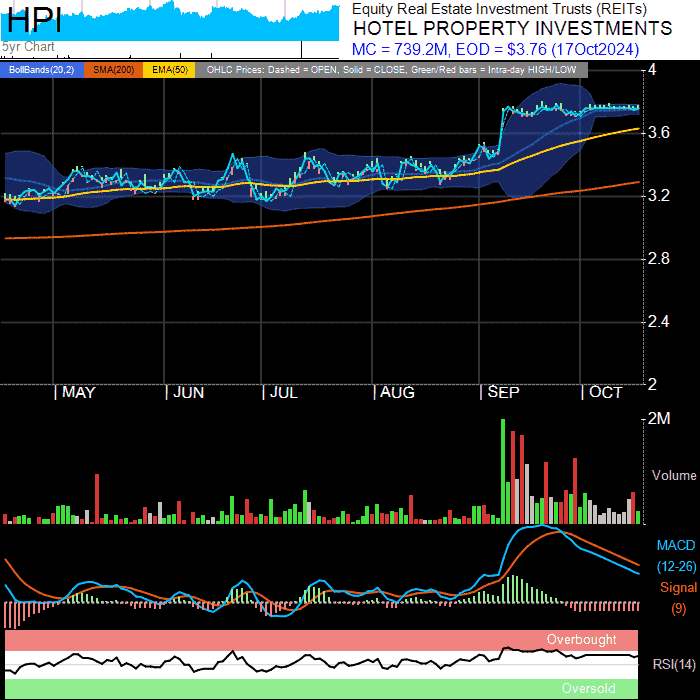 HPI
5yr Chart
Equity Real Estate Investment Trusts (REITs)
HOTEL PROPERTY INVESTMENTS
MC = 739.2M, EOD = $3.76 (17Oct2024)
BollBands(20,2) SMA(200) EMA(50) OHLC Prices: Dashed = OPEN, Solid = CLOSE, Green/Red bars = Intra-day HIGH/LOW
4
3.6
3.2
2.8
2.4
2
MAY JUN JUL AUG SEP OCT
2M
Volume
MACD
(12-26)
Signal
(9)
Overbought
RSI(14)
Oversold